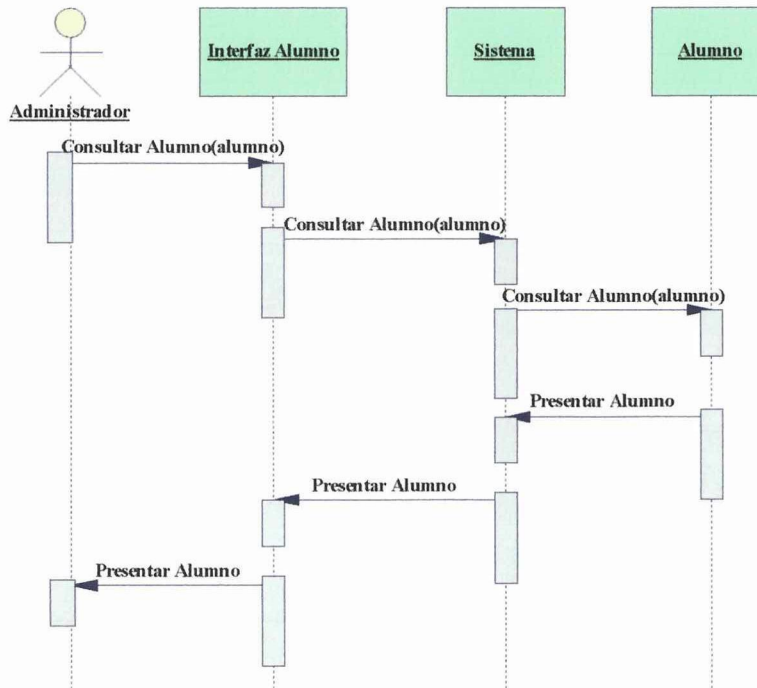 Interfaz Alumno
Sistema
Alumno
Administrador
Consultar Alumno(alumno)
Consultar Alumno(alumno)
Consultar Alumno(alumno)
Presentar Alumno
Presentar Alumno
Presentar Alumno